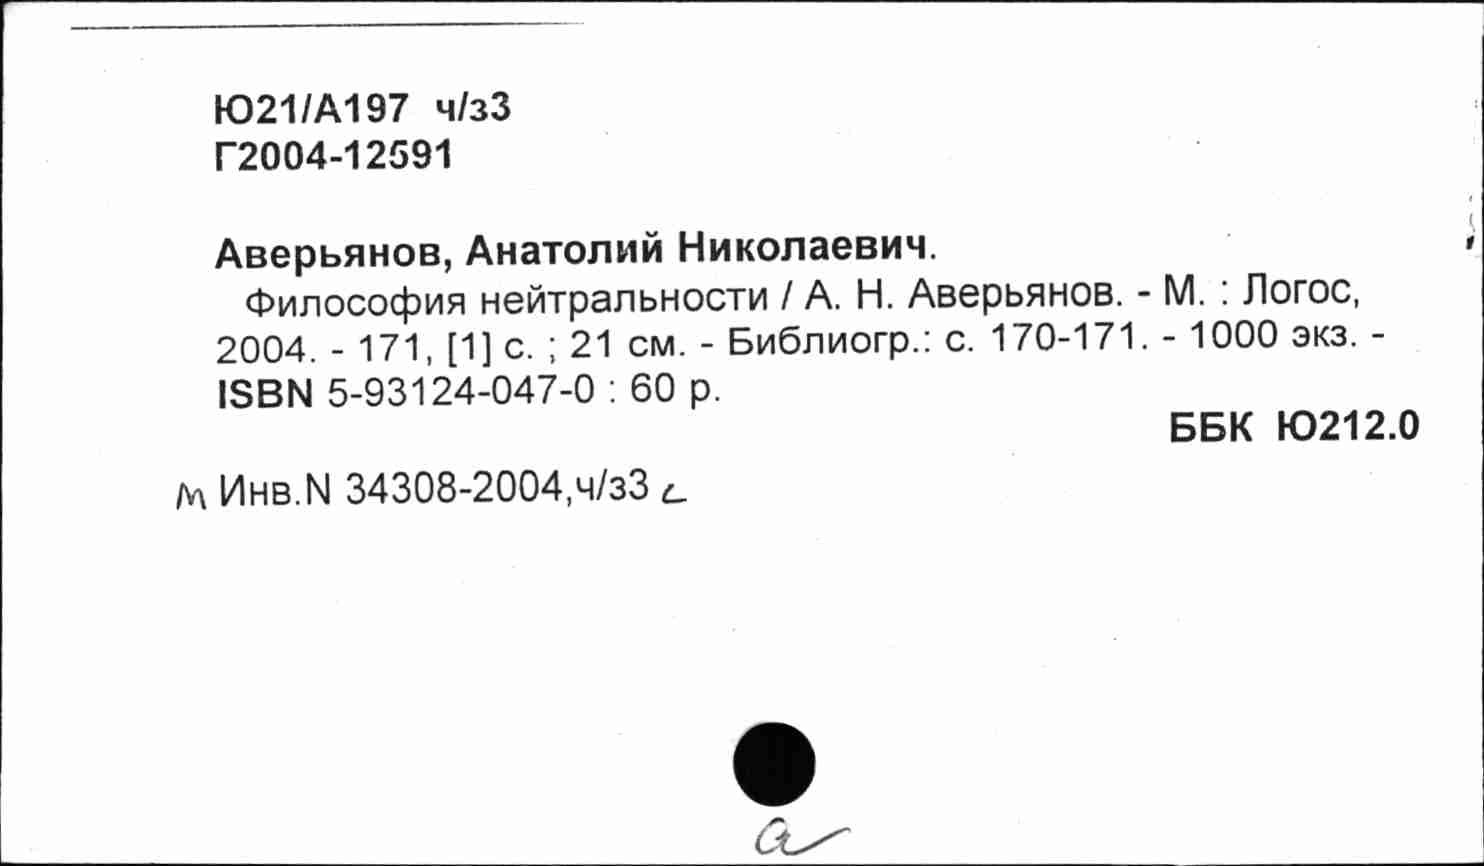 Ю21/А197 ч/з3
Г2004-12591
Аверьянов, Анатолий Николаевич.
Философия нейтральности / А. Н. Аверьянов. - М. : Логос,
2004. - 171, [1] с. ; 21 см. - Библиогр.: с. 170-171. - 1000 экз. -
ISBN 5-93124-047-0 : 60 р.
ББК Ю212.0
м Инв.N 34308-2004,ч/з3 с
а